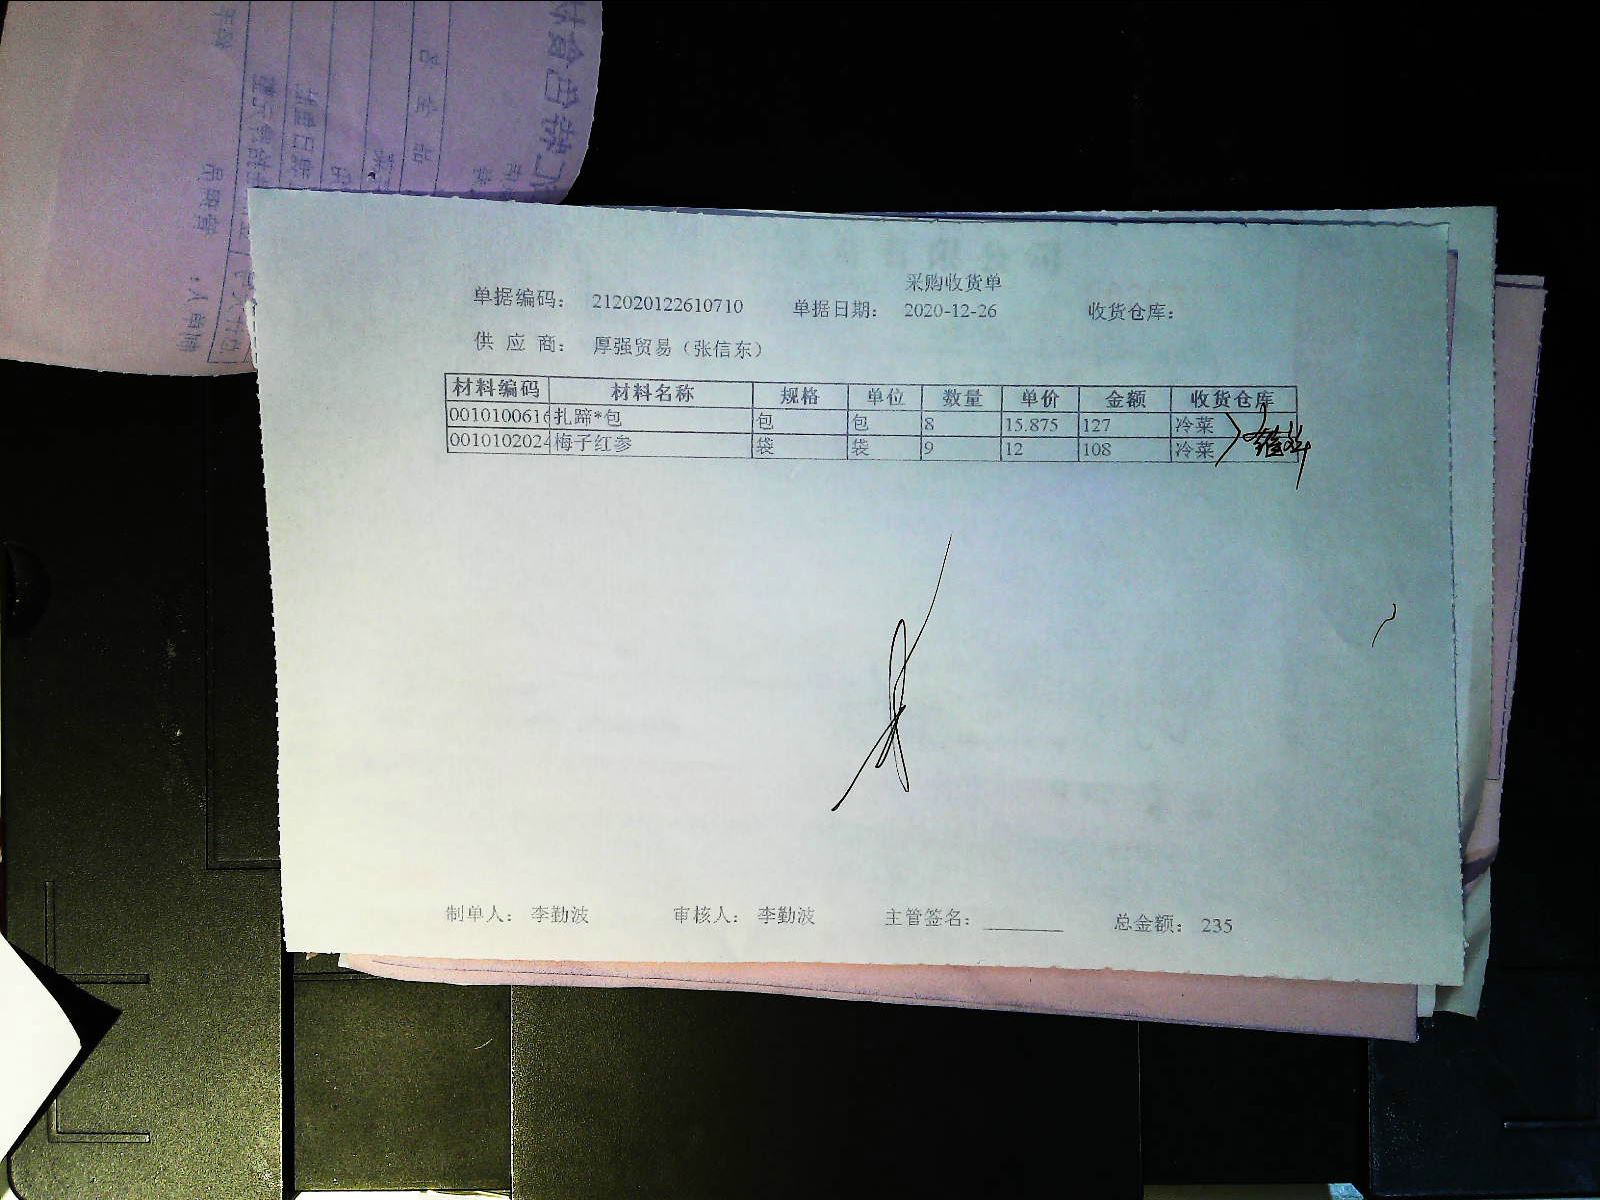 采购收货单
单据编码： 212020122610710 单据日期： 2020-12-26 收货仓库：
供 应 商： 厚强贸易（张信东）
材料编码 材料名称 规格 单位 数量 单价 金额 收货仓库
001010061 扎蹄*包 包 包 8 15.875 127 冷菜
0010102024 梅子红参 袋 袋 9 12 108 冷菜
制单人： 李勤波 审核人： 李勤波 主管签名： ________ 总金额： 235